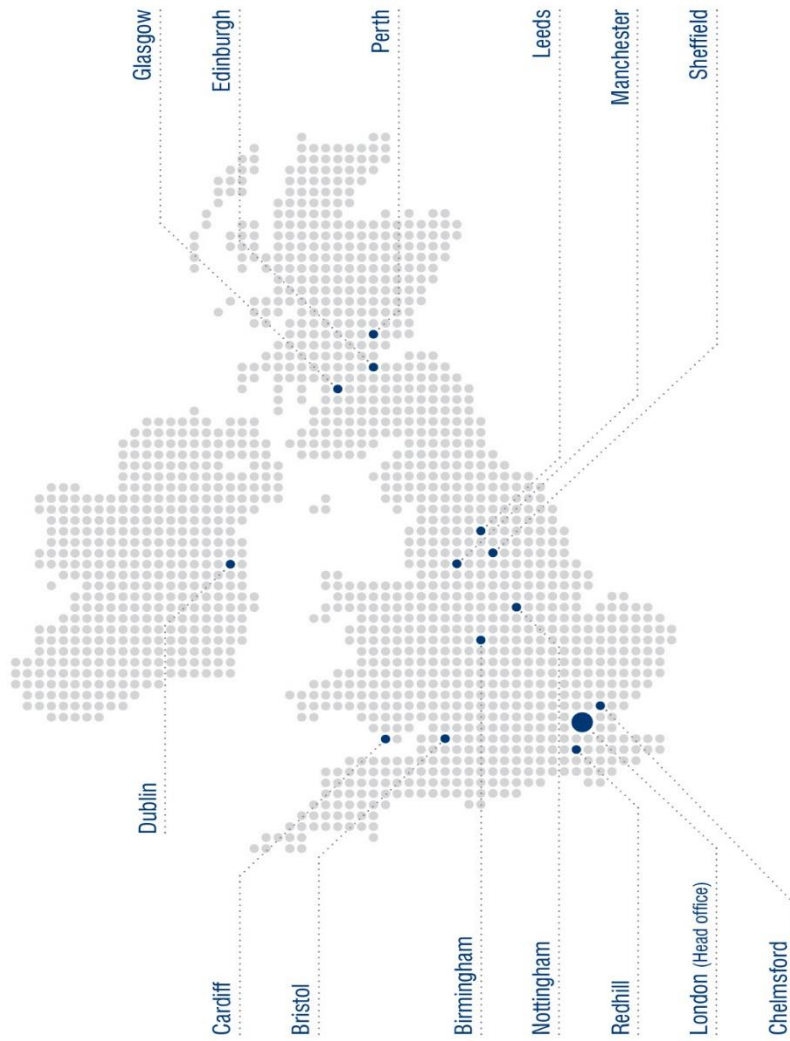 Glasgow
Edinburgh
Perth
Leeds
Manchester
Sheffield
Dublin
Cardiff
Bristol
Birmingham
Nottingham
Redhill
London (Head office)
Chelmsford